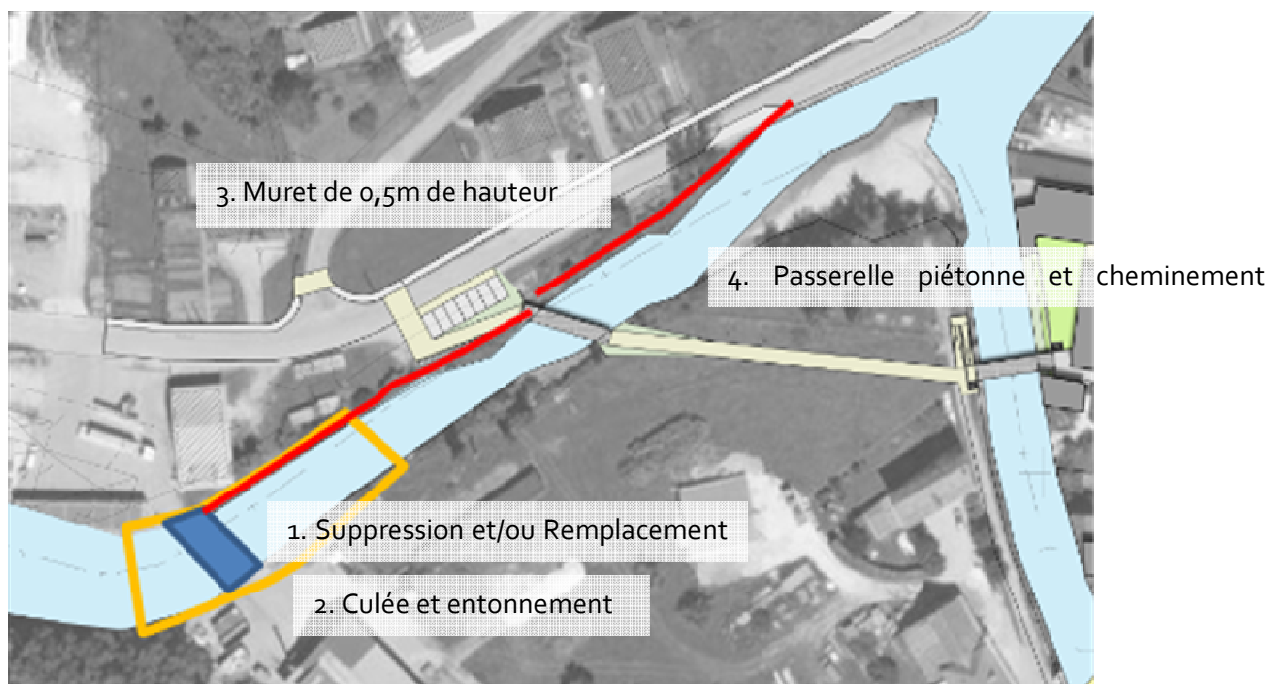 3. Muret de 0,5m de hauteur
4. Passerelle piétonne et cheminement
1. Suppression et/ou Remplacement
2. Culée et entonnement